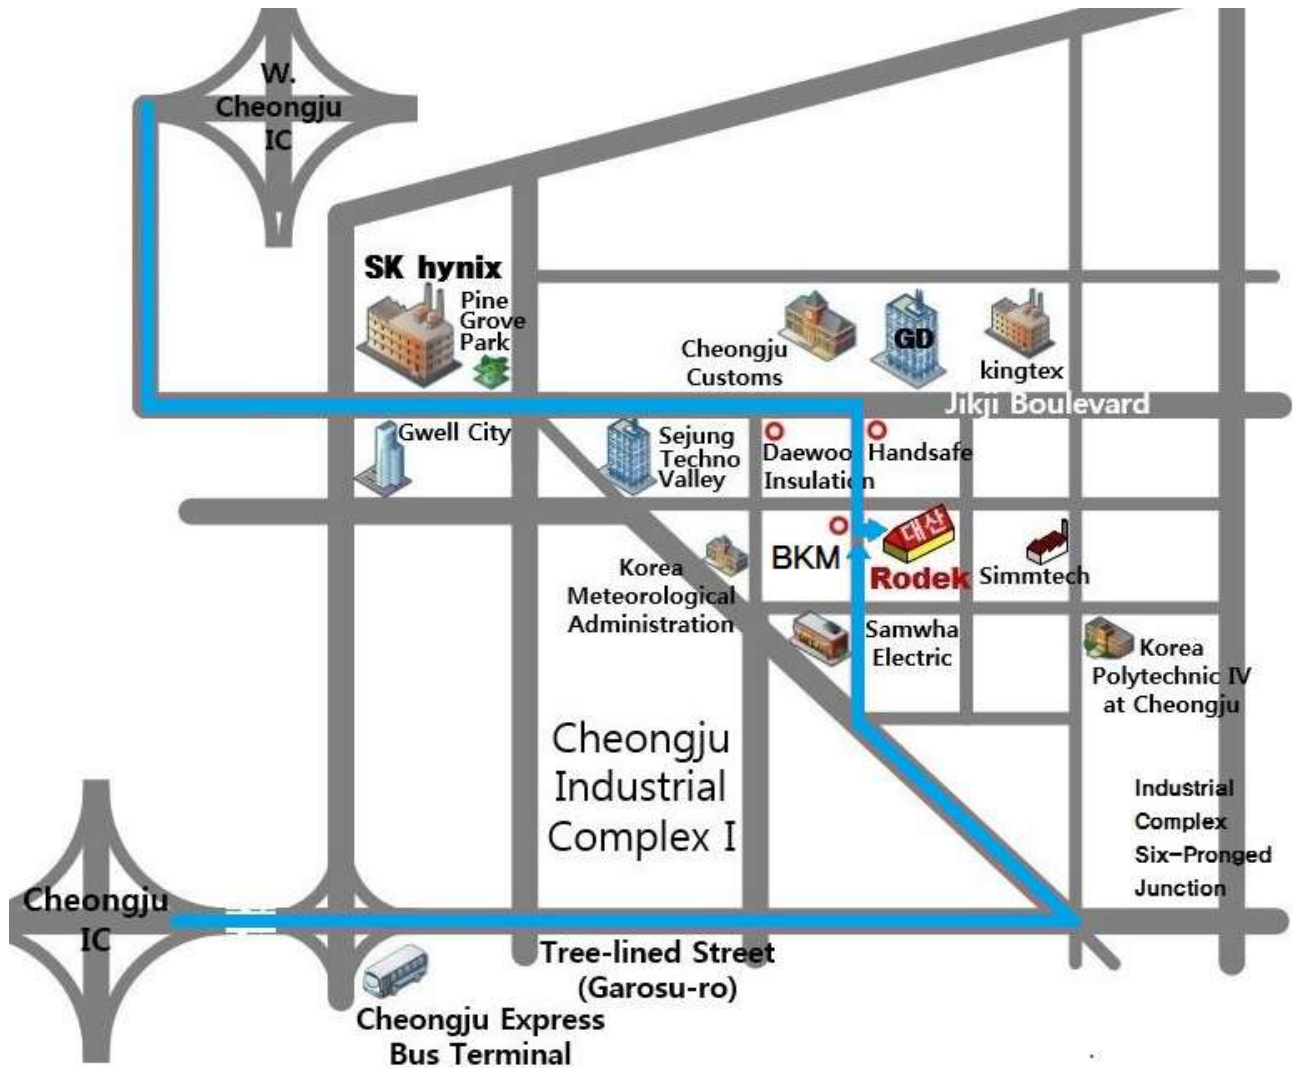 W.
Cheongju
IC
SK hynix
Pine
Grove
Park
Cheongju
Customs
GD
kingtex
Jikji Boulevard
Gwell City
Sejung
Techno
Valley
Daewoo
Insulation
Handsafe
BKM
대산
Rodek
Simmtech
Korea
Meteorological
Administration
Samwha
Electric
Korea
Polytechnic IV
at Cheongju
Cheongju
Industrial
Complex I
Industrial
Complex
Six-Pronged
Junction
Cheongju
IC
Tree-lined Street
(Garosu-ro)
Cheongju Express
Bus Terminal